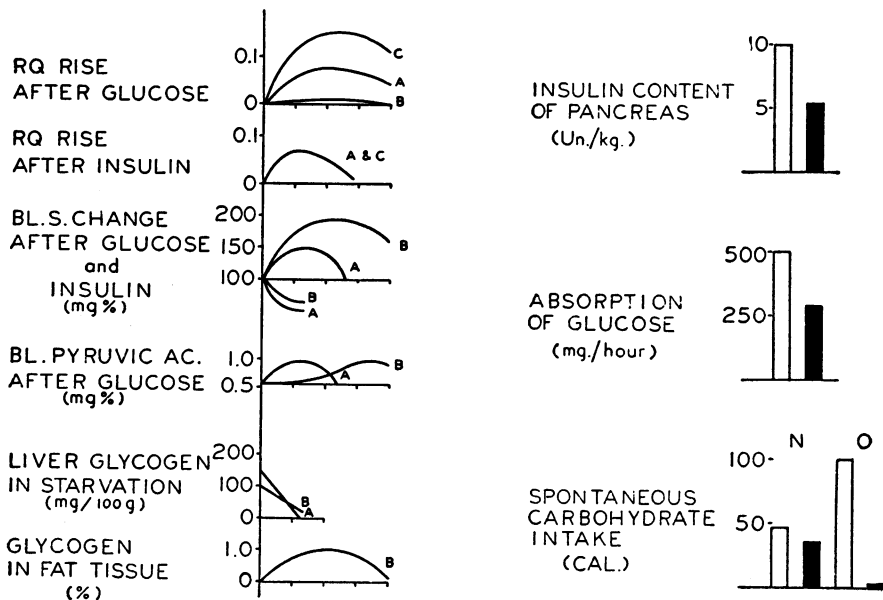 RQ RISE
AFTER GLUCOSE
0.1
0
C
A
B
RQ RISE
AFTER INSULIN
0.1
0
A & C
BL.S.CHANGE
AFTER GLUCOSE
and
INSULIN
(mg%)
200
150
100
B
A
B
A
BL.PYRUVIC AC.
AFTER GLUCOSE
(mg%)
1.0
0.5
A
B
LIVER GLYCOGEN
IN STARVATION
(mg/100g)
200
100
0
B
A
GLYCOGEN
IN FAT TISSUE
(%)
1.0
0
B
INSULIN CONTENT
OF PANCREAS
(Un./kg.)
10
5
ABSORPTION
OF GLUCOSE
(mg./hour)
500
250
SPONTANEOUS
CARBOHYDRATE
INTAKE
(CAL.)
N O
100
50